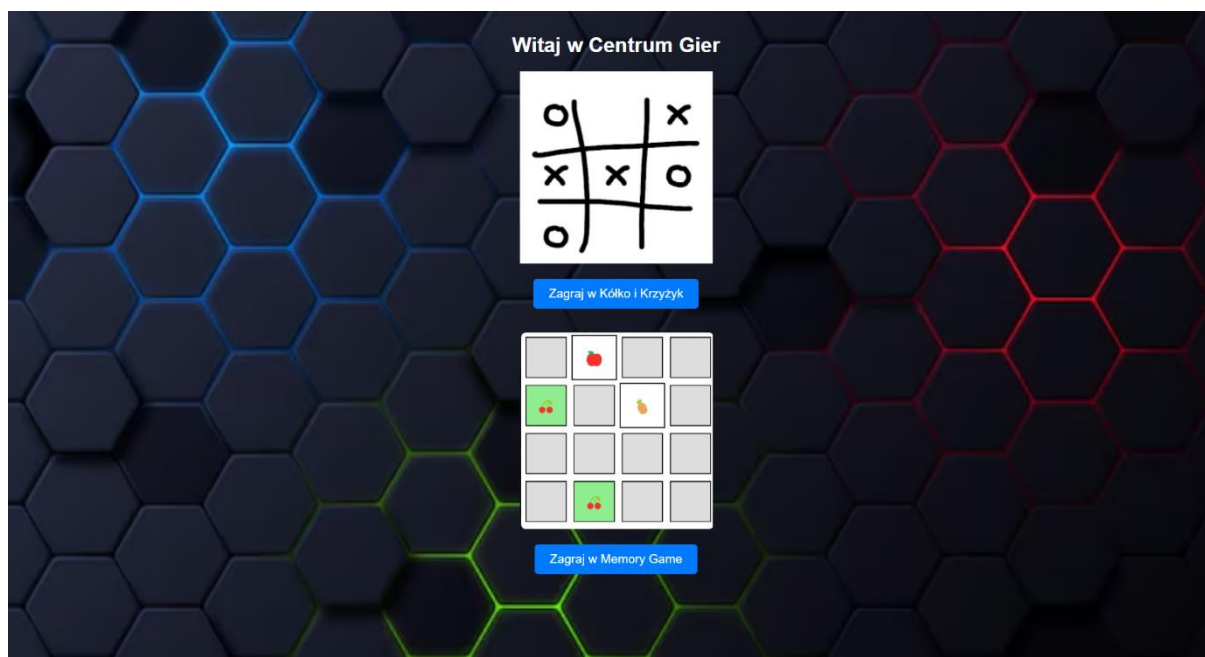 Witaj w Centrum Gier
O X
X X O
O
Zagraj w Kółko i Krzyżyk
Zagraj w Memory Game